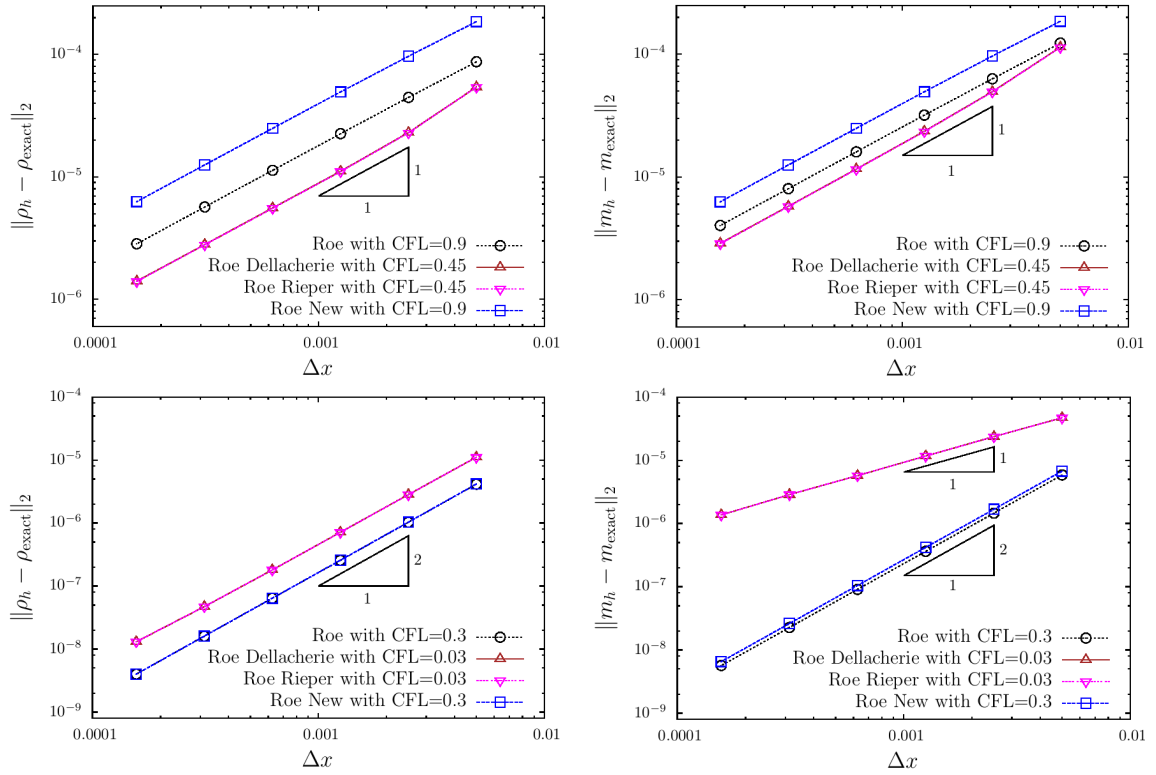 ‖ρ_h − ρ_exact‖₂
10⁻⁴
10⁻⁵
10⁻⁶
1
1
Roe with CFL=0.9
Roe Dellacherie with CFL=0.45
Roe Rieper with CFL=0.45
Roe New with CFL=0.9
0.0001
0.001
0.01
Δx
‖m_h − m_exact‖₂
10⁻⁴
10⁻⁵
10⁻⁶
1
1
Roe with CFL=0.9
Roe Dellacherie with CFL=0.45
Roe Rieper with CFL=0.45
Roe New with CFL=0.9
0.0001
0.001
0.01
Δx
‖ρ_h − ρ_exact‖₂
10⁻⁴
10⁻⁵
10⁻⁶
10⁻⁷
10⁻⁸
10⁻⁹
2
1
Roe with CFL=0.3
Roe Dellacherie with CFL=0.03
Roe Rieper with CFL=0.03
Roe New with CFL=0.3
0.0001
0.001
0.01
Δx
‖m_h − m_exact‖₂
10⁻⁴
10⁻⁵
10⁻⁶
10⁻⁷
10⁻⁸
10⁻⁹
1
1
2
1
Roe with CFL=0.3
Roe Dellacherie with CFL=0.03
Roe Rieper with CFL=0.03
Roe New with CFL=0.3
0.0001
0.001
0.01
Δx